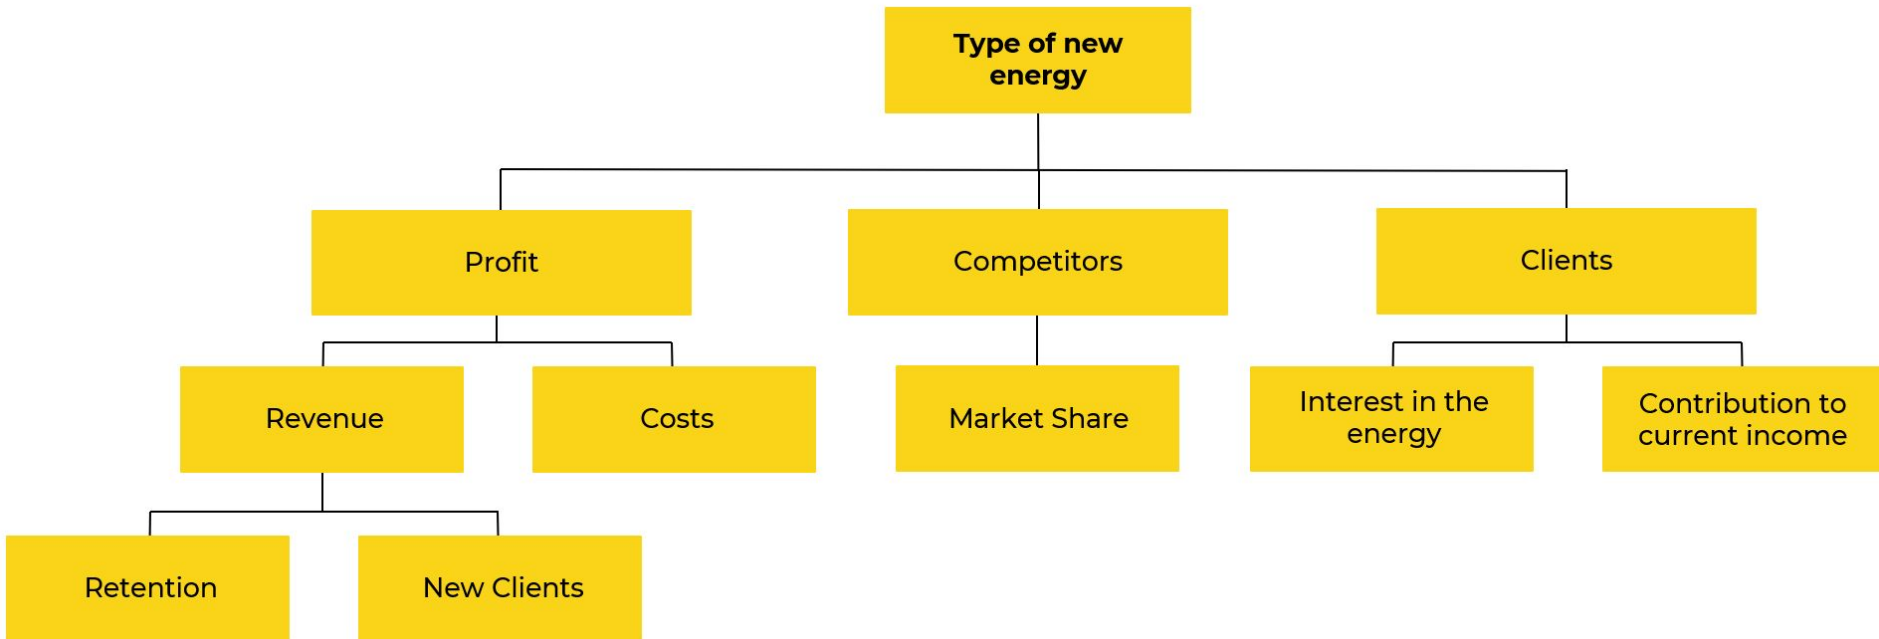 Type of new
energy
Profit
Competitors
Clients
Revenue
Costs
Market Share
Interest in the
energy
Contribution to
current income
Retention
New Clients